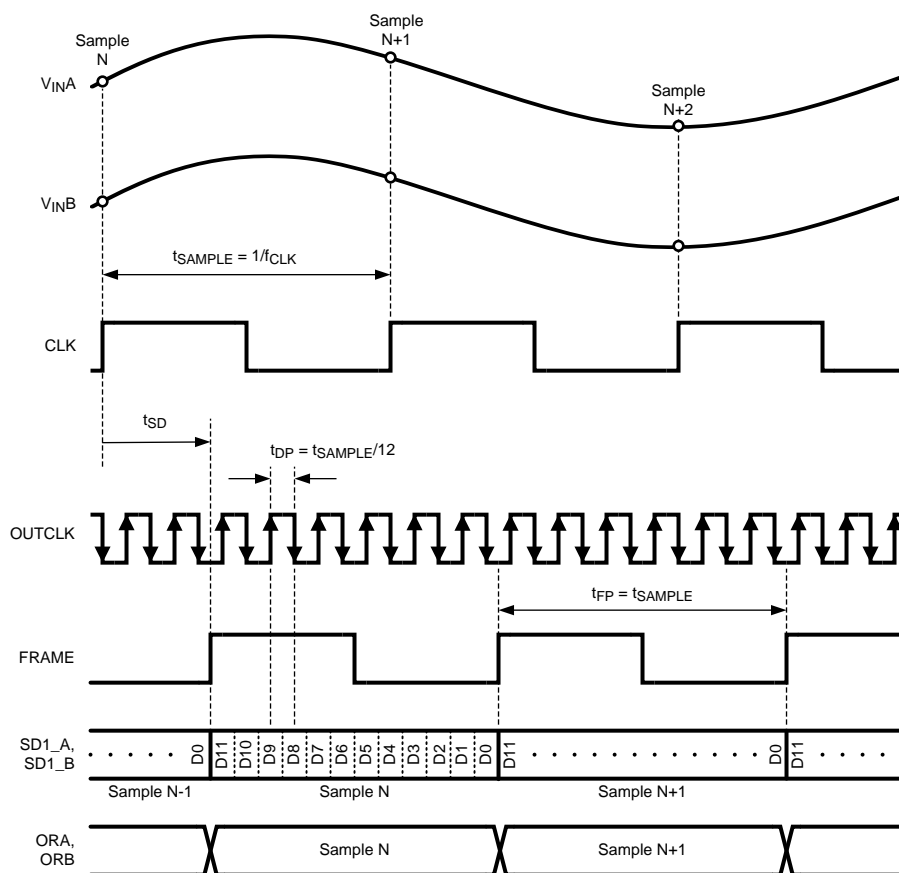 Sample
N
Sample
N+1
Sample
N+2
VINA
VINB
tSAMPLE = 1/fCLK
CLK
tSD
tDP = tSAMPLE/12
OUTCLK
tFP = tSAMPLE
FRAME
SD1_A,
SD1_B
D0 D11 D10 D9 D8 D7 D6 D5 D4 D3 D2 D1 D0 D11 D0 D11
Sample N-1 Sample N Sample N+1
ORA,
ORB
Sample N Sample N+1